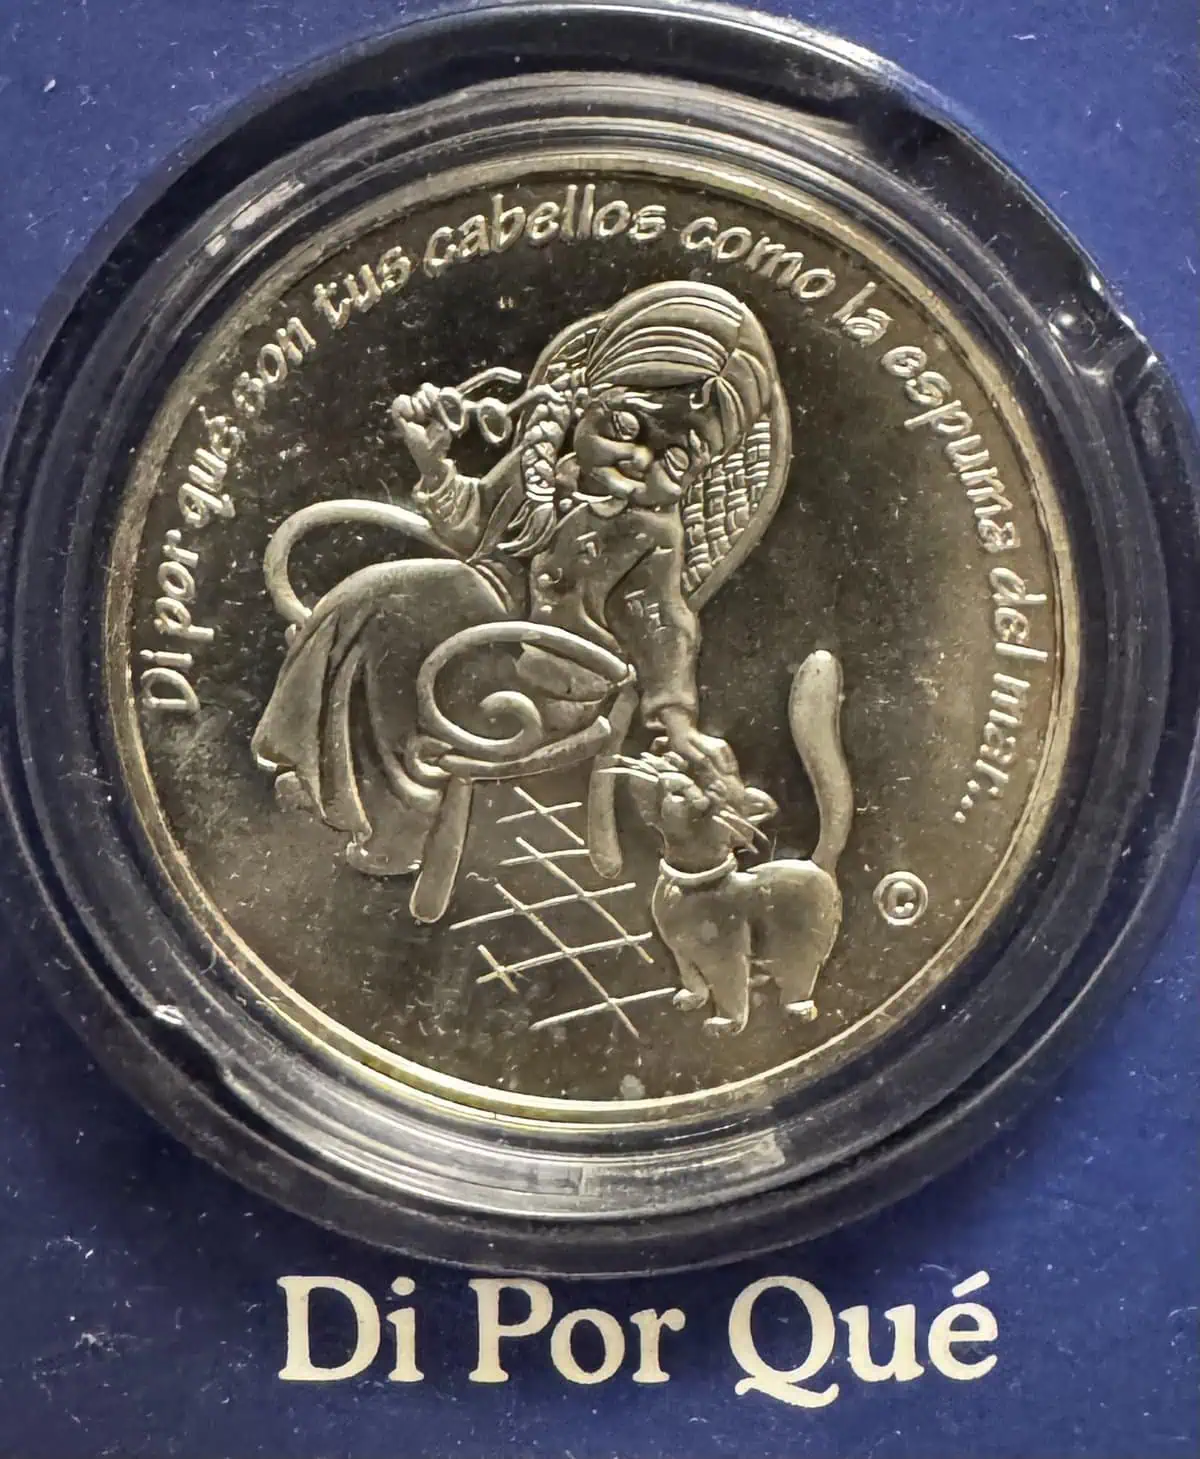 Di por qué son tus cabellos como la espuma del mar...
©
Di Por Qué